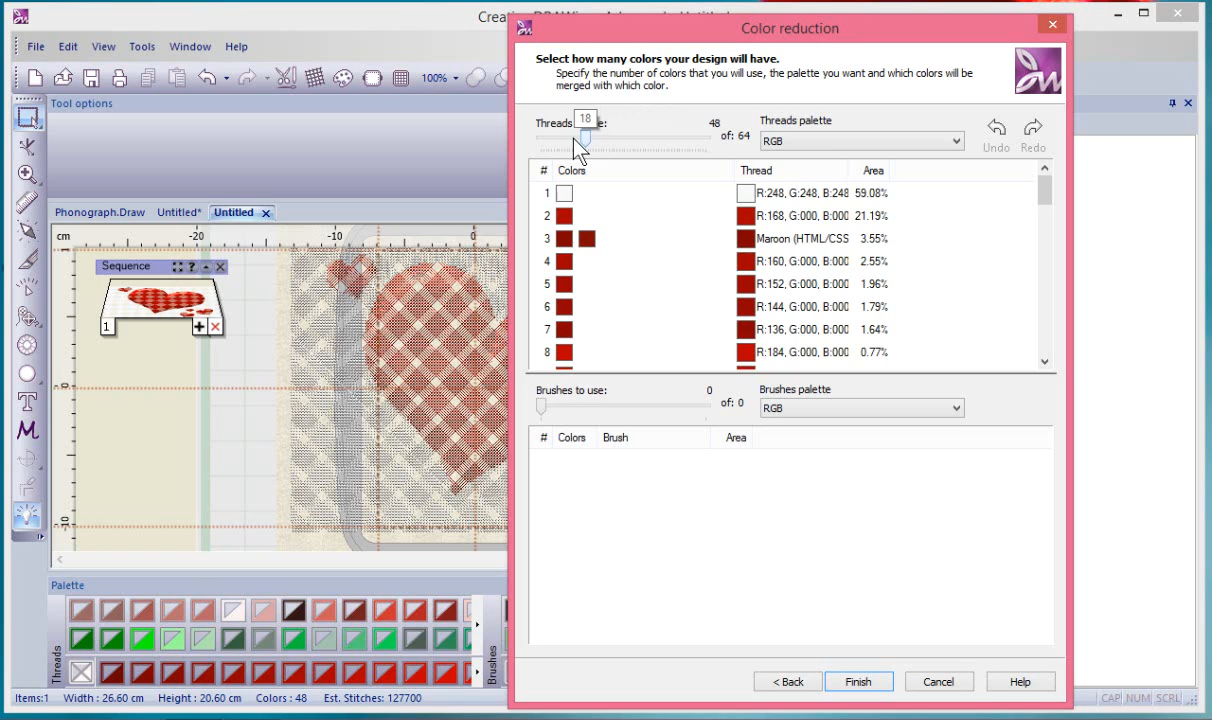 Color reduction
File Edit View Tools Window Help
100%
Tool options
Phonograph.Draw Untitled* Untitled
cm -20 -10 0
0
-10
Sequence ?
1
Select how many colors your design will have.
Specify the number of colors that you will use, the palette you want and which colors will be
merged with which color.
Threads 18 e: 48 of: 64
Threads palette
RGB
Undo Redo
# Colors Thread Area
1 R:248, G:248, B:248 59.08%
2 R:168, G:000, B:000 21.19%
3 Maroon (HTML/CSS 3.55%
4 R:160, G:000, B:000 2.55%
5 R:152, G:000, B:000 1.96%
6 R:144, G:000, B:000 1.79%
7 R:136, G:000, B:000 1.64%
8 R:184, G:000, B:000 0.77%
Brushes to use: 0 of: 0
Brushes palette
RGB
# Colors Brush Area
Palette
Threads
Brushes
< Back Finish Cancel Help
Items:1 Width : 26.60 cm Height : 20.60 cm Colors : 48 Est. Stitches: 127700
CAP NUM SCRL